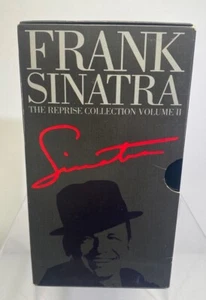 FRANK
SINATRA
THE REPRISE COLLECTION VOLUME II
Sinatra